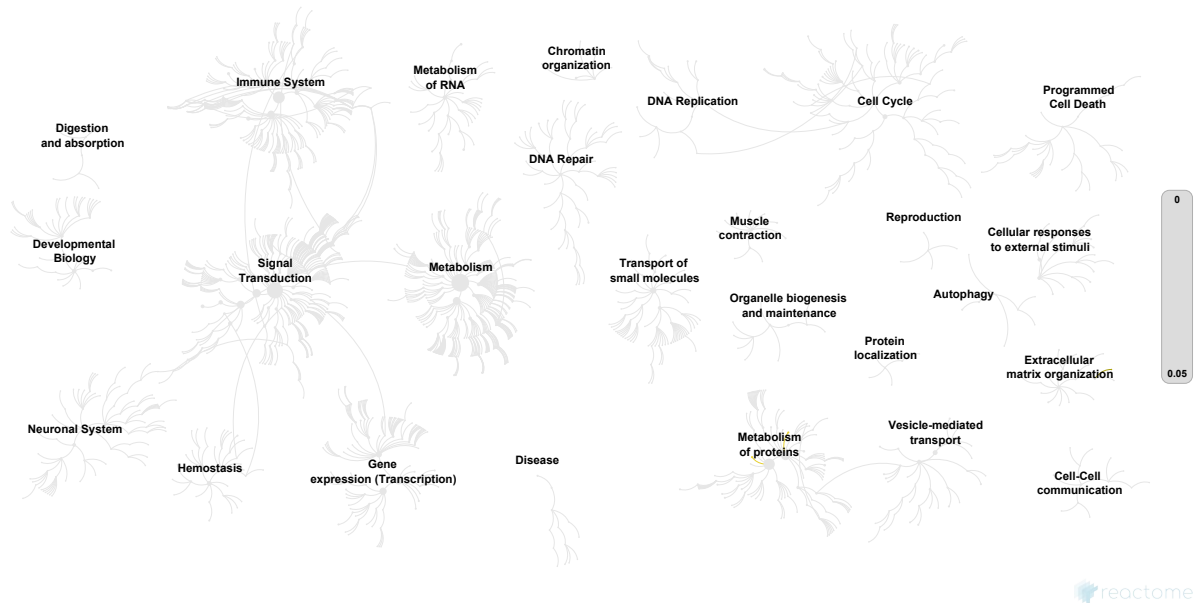 Immune System
Metabolism
of RNA
Chromatin
organization
DNA Replication
Cell Cycle
Programmed
Cell Death
Digestion
and absorption
DNA Repair
Developmental
Biology
Signal
Transduction
Metabolism
Transport of
small molecules
Muscle
contraction
Reproduction
Cellular responses
to external stimuli
0
Organelle biogenesis
and maintenance
Autophagy
Protein
localization
Extracellular
matrix organization
0.05
Neuronal System
Hemostasis
Gene
expression (Transcription)
Disease
Metabolism
of proteins
Vesicle-mediated
transport
Cell-Cell
communication
reactome